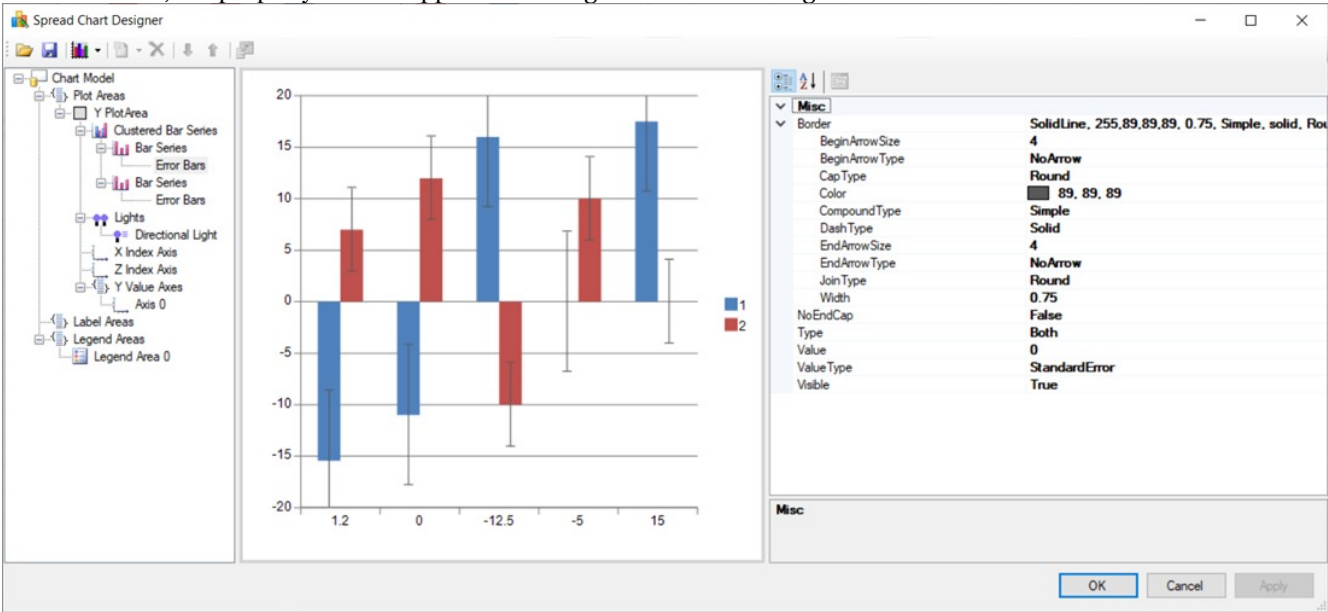 Spread Chart Designer
Chart Model
Plot Areas
Y PlotArea
Clustered Bar Series
Bar Series
Error Bars
Bar Series
Error Bars
Lights
Directional Light
X Index Axis
Z Index Axis
Y Value Axes
Axis 0
Label Areas
Legend Areas
Legend Area 0
20
15
10
5
0
-5
-10
-15
-20
1.2 0 -12.5 -5 15
1
2
Misc
Border SolidLine, 255,89,89,89, 0.75, Simple, solid, Rou
BeginArrowSize 4
BeginArrowType NoArrow
CapType Round
Color 89, 89, 89
CompoundType Simple
DashType Solid
EndArrowSize 4
EndArrowType NoArrow
JoinType Round
Width 0.75
NoEndCap False
Type Both
Value 0
ValueType StandardError
Visible True
Misc
OK Cancel Apply